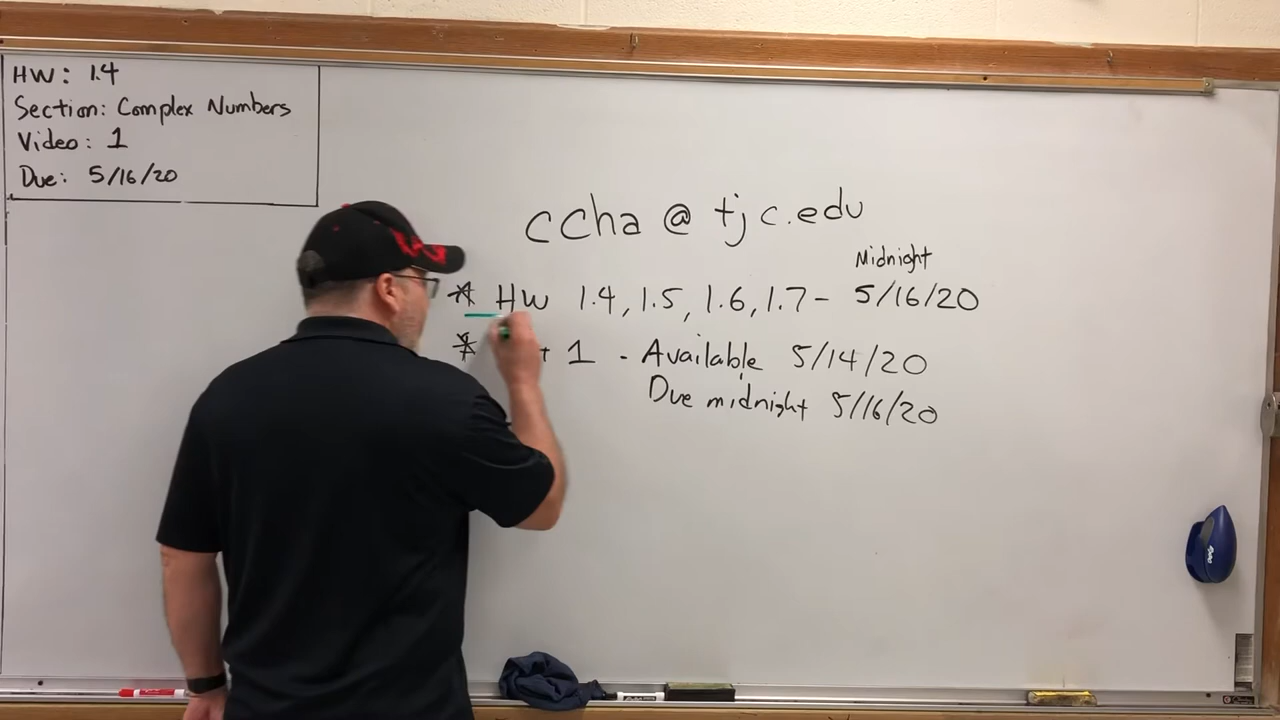 HW: 1.4
Section: Complex Numbers
Video: 1
Due: 5/16/20
ccha @ tjc.edu
Midnight
* HW 1.4, 1.5, 1.6, 1.7 - 5/16/20
* 1 - Available 5/14/20
Due midnight 5/16/20